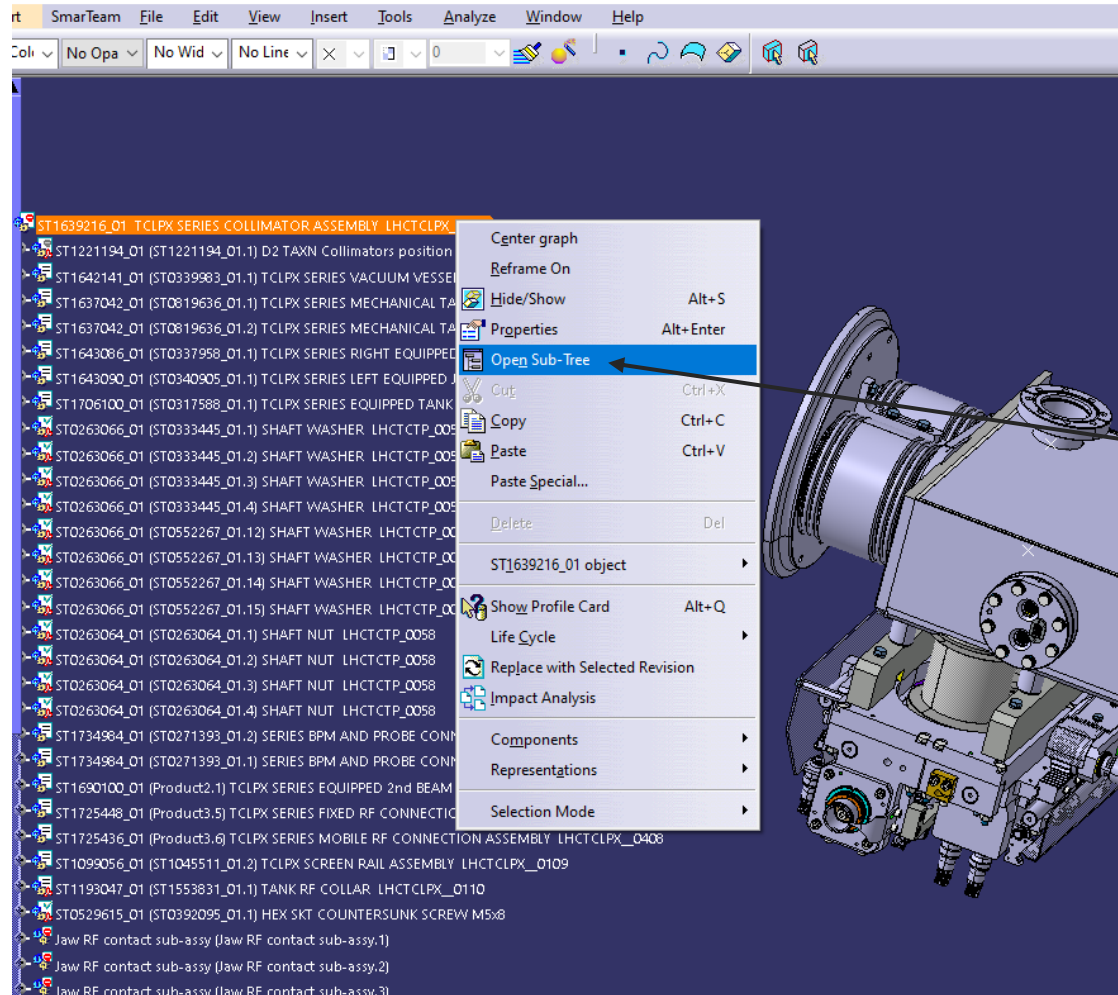 rt SmarTeam File Edit View Insert Tools Analyze Window Help
Col No Opa No Wid No Line 0
ST1639216_01 TCLPX SERIES COLLIMATOR ASSEMBLY LHCTCLPX_
ST1221194_01 (ST1221194_01.1) D2 TAXN Collimators position
ST1642141_01 (ST0339983_01.1) TCLPX SERIES VACUUM VESSEL
ST1637042_01 (ST0819636_01.1) TCLPX SERIES MECHANICAL TA
ST1637042_01 (ST0819636_01.2) TCLPX SERIES MECHANICAL TA
ST1643086_01 (ST0337958_01.1) TCLPX SERIES RIGHT EQUIPPED
ST1643090_01 (ST0340905_01.1) TCLPX SERIES LEFT EQUIPPED J
ST1706100_01 (ST0317588_01.1) TCLPX SERIES EQUIPPED TANK
ST0263066_01 (ST0333445_01.1) SHAFT WASHER LHCTCTP_005
ST0263066_01 (ST0333445_01.2) SHAFT WASHER LHCTCTP_005
ST0263066_01 (ST0333445_01.3) SHAFT WASHER LHCTCTP_005
ST0263066_01 (ST0333445_01.4) SHAFT WASHER LHCTCTP_005
ST0263066_01 (ST0552267_01.12) SHAFT WASHER LHCTCTP_00
ST0263066_01 (ST0552267_01.13) SHAFT WASHER LHCTCTP_00
ST0263066_01 (ST0552267_01.14) SHAFT WASHER LHCTCTP_00
ST0263066_01 (ST0552267_01.15) SHAFT WASHER LHCTCTP_00
ST0263064_01 (ST0263064_01.1) SHAFT NUT LHCTCTP_0058
ST0263064_01 (ST0263064_01.2) SHAFT NUT LHCTCTP_0058
ST0263064_01 (ST0263064_01.3) SHAFT NUT LHCTCTP_0058
ST0263064_01 (ST0263064_01.4) SHAFT NUT LHCTCTP_0058
ST1734984_01 (ST0271393_01.2) SERIES BPM AND PROBE CONN
ST1734984_01 (ST0271393_01.1) SERIES BPM AND PROBE CONN
ST1690100_01 (Product2.1) TCLPX SERIES EQUIPPED 2nd BEAM
ST1725448_01 (Product3.5) TCLPX SERIES FIXED RF CONNECTIO
ST1725436_01 (Product3.6) TCLPX SERIES MOBILE RF CONNECTION ASSEMBLY LHCTCLPX__0408
ST1099056_01 (ST1045511_01.2) TCLPX SCREEN RAIL ASSEMBLY LHCTCLPX__0109
ST1193047_01 (ST1553831_01.1) TANK RF COLLAR LHCTCLPX__0110
ST0529615_01 (ST0392095_01.1) HEX SKT COUNTERSUNK SCREW M5x8
Jaw RF contact sub-assy (Jaw RF contact sub-assy.1)
Jaw RF contact sub-assy (Jaw RF contact sub-assy.2)
Jaw RF contact sub-assy (Jaw RF contact sub-assy.3)
Center graph
Reframe On
Hide/Show Alt+S
Properties Alt+Enter
Open Sub-Tree
Cut Ctrl+X
Copy Ctrl+C
Paste Ctrl+V
Paste Special...
Delete Del
ST1639216_01 object
Show Profile Card Alt+Q
Life Cycle
Replace with Selected Revision
Impact Analysis
Components
Representations
Selection Mode